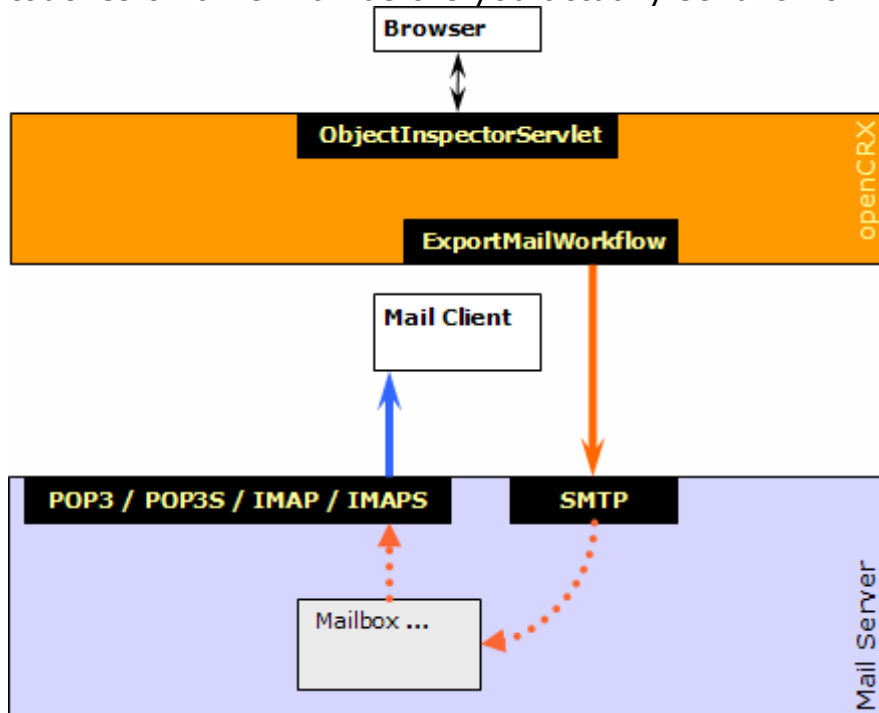 Browser
ObjectInspectorServlet
openCRX
ExportMailWorkflow
Mail Client
POP3 / POP3S / IMAP / IMAPS
SMTP
Mailbox ...
Mail Server